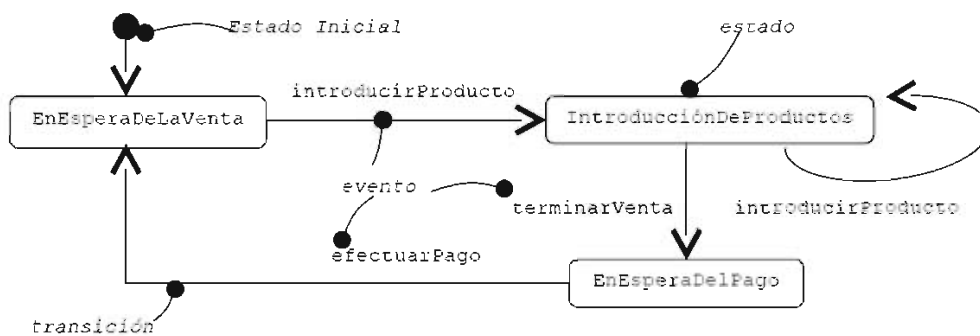 Estado Inicial
estado
introducirProducto
EnEsperaDeLaVenta
IntroducciónDeProductos
evento
terminarVenta
introducirProducto
efectuarPago
EnEsperaDelPago
transición